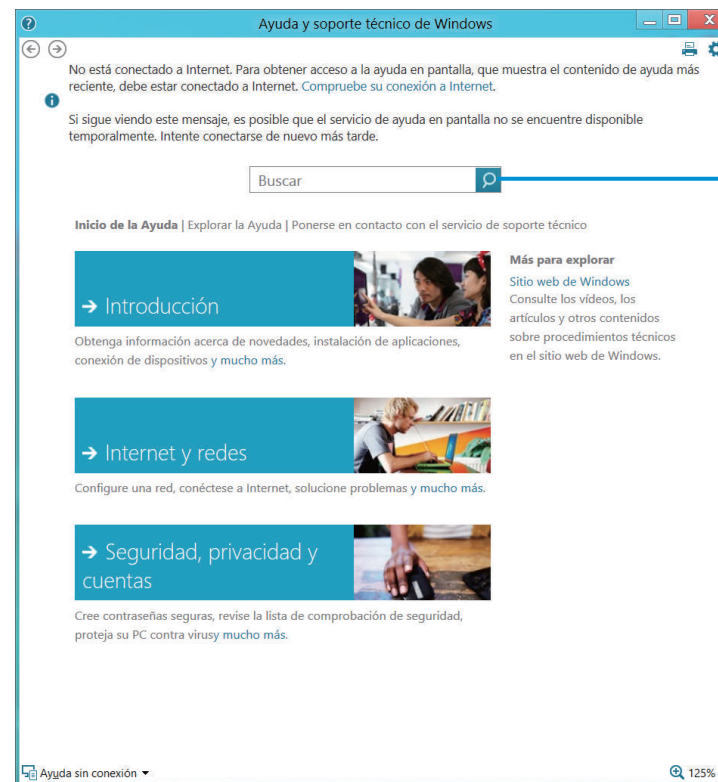 Ayuda y soporte técnico de Windows
No está conectado a Internet. Para obtener acceso a la ayuda en pantalla, que muestra el contenido de ayuda más
reciente, debe estar conectado a Internet. Compruebe su conexión a Internet.
Si sigue viendo este mensaje, es posible que el servicio de ayuda en pantalla no se encuentre disponible
temporalmente. Intente conectarse de nuevo más tarde.
Buscar
Inicio de la Ayuda | Explorar la Ayuda | Ponerse en contacto con el servicio de soporte técnico
→ Introducción
Obtenga información acerca de novedades, instalación de aplicaciones,
conexión de dispositivos y mucho más.
Más para explorar
Sitio web de Windows
Consulte los vídeos, los
artículos y otros contenidos
sobre procedimientos técnicos
en el sitio web de Windows.
→ Internet y redes
Configure una red, conéctese a Internet, solucione problemas y mucho más.
→ Seguridad, privacidad y
cuentas
Cree contraseñas seguras, revise la lista de comprobación de seguridad,
proteja su PC contra virusy mucho más.
Ayuda sin conexión
125%